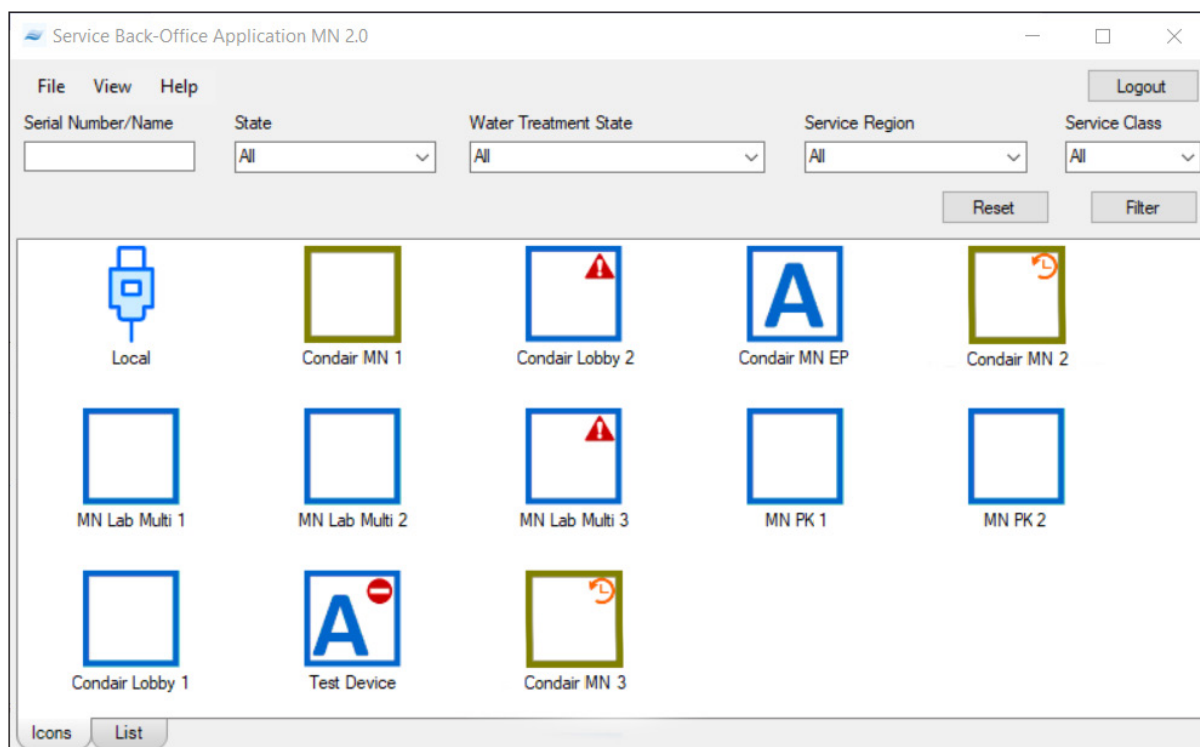 Service Back-Office Application MN 2.0
File View Help Logout
Serial Number/Name State Water Treatment State Service Region Service Class
All All All All
Reset Filter
Local Condair MN 1 Condair Lobby 2 A Condair MN EP Condair MN 2
MN Lab Multi 1 MN Lab Multi 2 MN Lab Multi 3 MN PK 1 MN PK 2
Condair Lobby 1 A Test Device Condair MN 3
Icons List